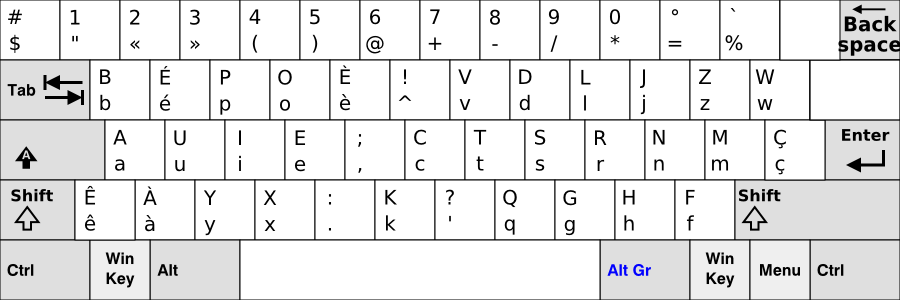 # 1 2 3 4 5 6 7 8 9 0 ° ` Back
$ " « » ( ) @ + - / * = % space
Tab B É P O È ! V D L J Z W
b é p o è ^ v d l j z w
A A U I E ; C T S R N M Ç Enter
a u i e , c t s r n m ç
Shift Ê À Y X : K ? Q G H F Shift
ê à y x . k ' q g h f
Ctrl Win Key Alt Alt Gr Win Key Menu Ctrl